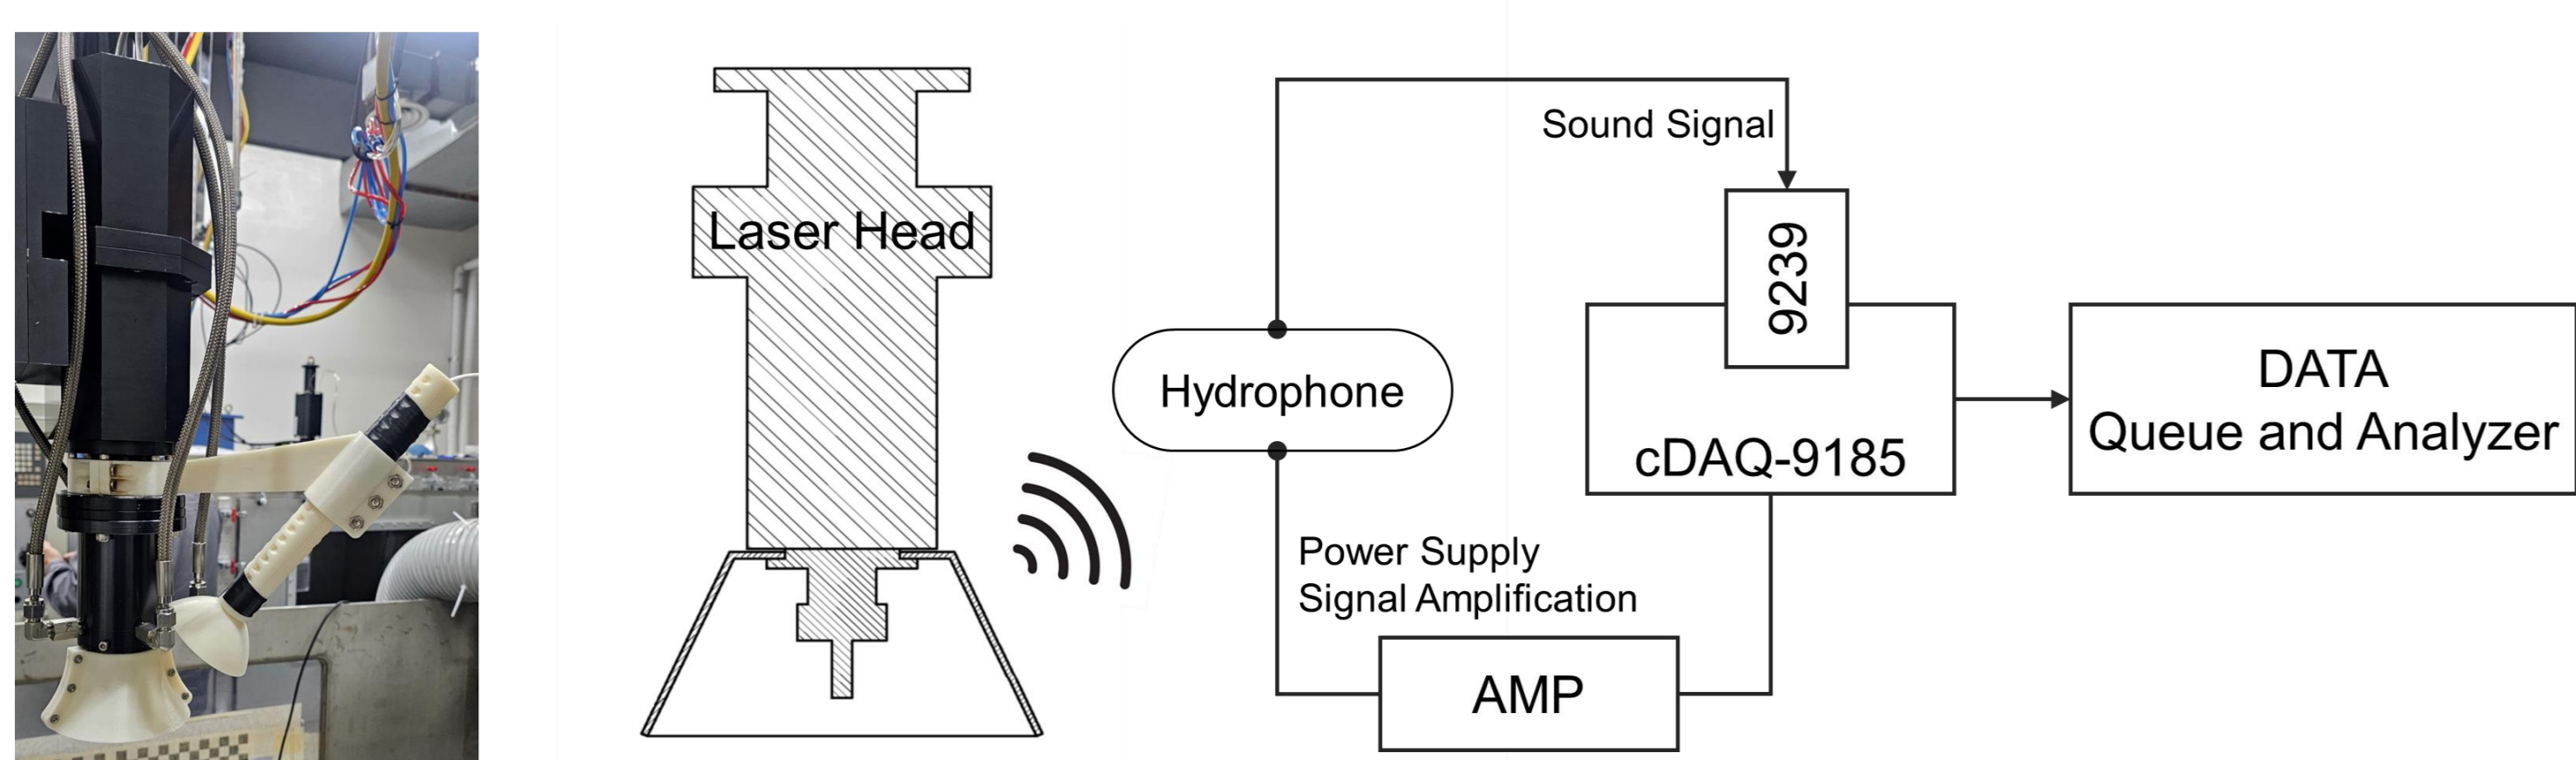 Laser Head
Sound Signal
9239
Hydrophone
cDAQ-9185
DATA
Queue and Analyzer
Power Supply
Signal Amplification
AMP